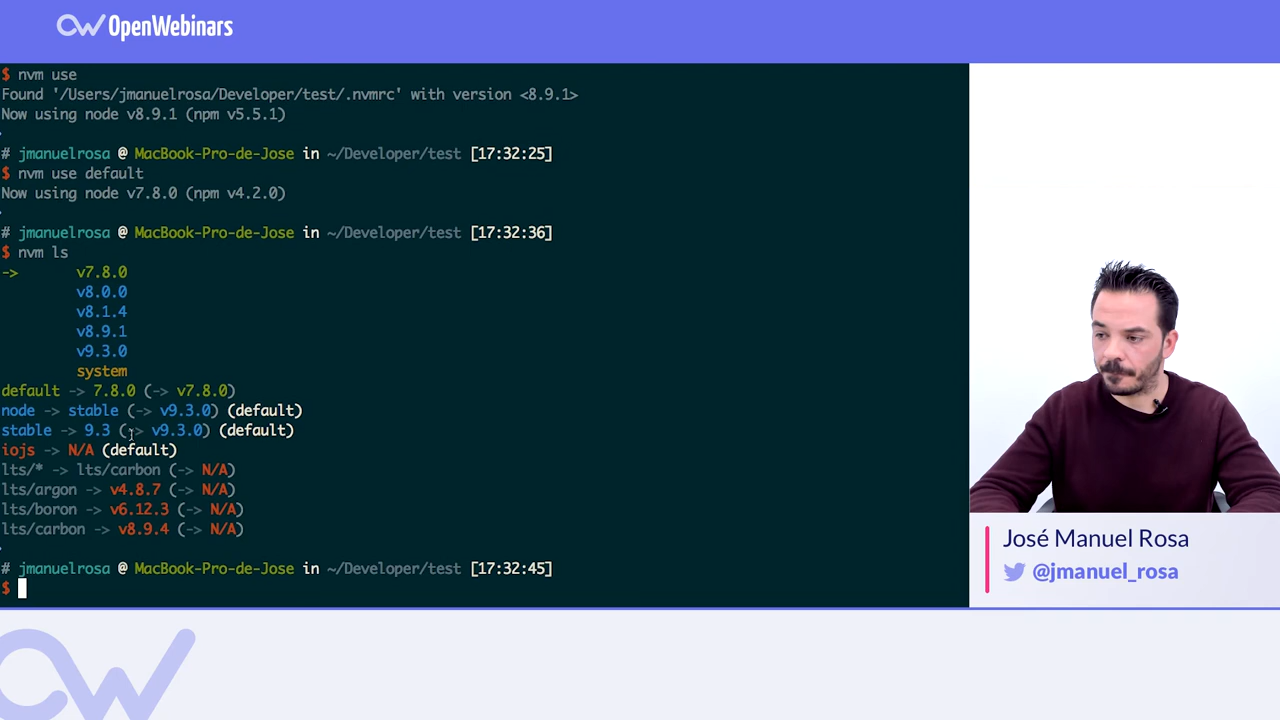 OpenWebinars
$ nvm use
Found '/Users/jmanuelrosa/Developer/test/.nvmrc' with version <8.9.1>
Now using node v8.9.1 (npm v5.5.1)
# jmanuelrosa @ MacBook-Pro-de-Jose in ~/Developer/test [17:32:25]
$ nvm use default
Now using node v7.8.0 (npm v4.2.0)
# jmanuelrosa @ MacBook-Pro-de-Jose in ~/Developer/test [17:32:36]
$ nvm ls
-> v7.8.0
v8.0.0
v8.1.4
v8.9.1
v9.3.0
system
default -> 7.8.0 (-> v7.8.0)
node -> stable (-> v9.3.0) (default)
stable -> 9.3 (-> v9.3.0) (default)
iojs -> N/A (default)
lts/* -> lts/carbon (-> N/A)
lts/argon -> v4.8.7 (-> N/A)
lts/boron -> v6.12.3 (-> N/A)
lts/carbon -> v8.9.4 (-> N/A)
# jmanuelrosa @ MacBook-Pro-de-Jose in ~/Developer/test [17:32:45]
$
José Manuel Rosa
@jmanuel_rosa